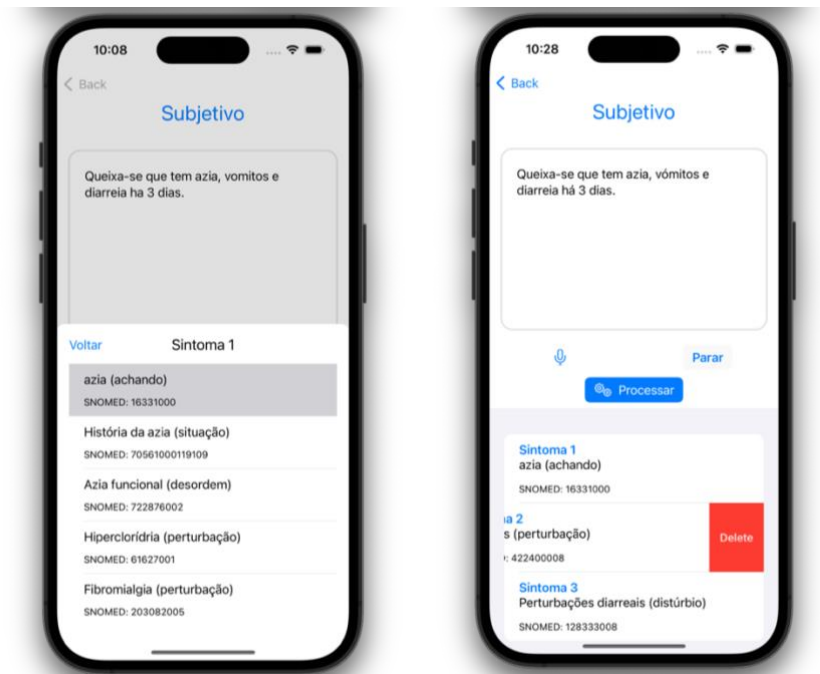 10:08
Back
Subjetivo
Queixa-se que tem azia, vomitos e
diarreia ha 3 dias.
Voltar
Sintoma 1
azia (achando)
SNOMED: 16331000
História da azia (situação)
SNOMED: 70561000119109
Azia funcional (desordem)
SNOMED: 722876002
Hipercloridria (perturbação)
SNOMED: 61627001
Fibromialgia (perturbação)
SNOMED: 203082005
10:28
Back
Subjetivo
Queixa-se que tem azia, vómitos e
diarreia há 3 dias.
Parar
Processar
Sintoma 1
azia (achando)
SNOMED: 16331000
na 2
s (perturbação)
: 422400008
Delete
Sintoma 3
Perturbações diarreais (distúrbio)
SNOMED: 128333008